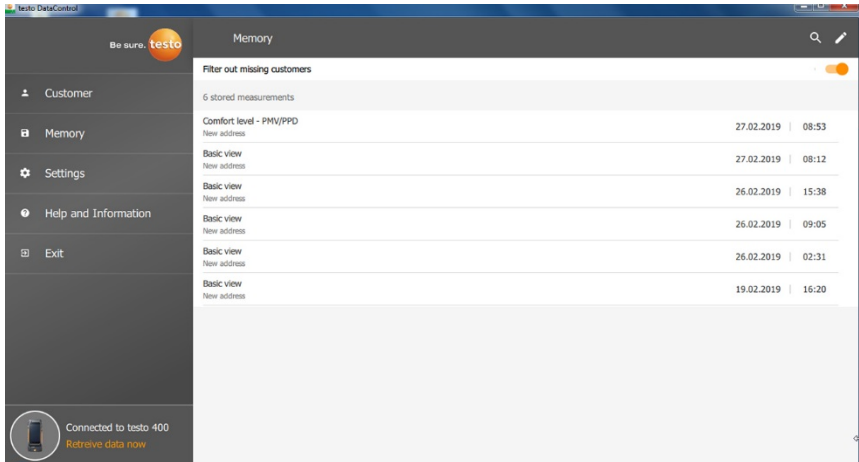 testo DataControl
Be sure. testo
Memory
Filter out missing customers
Customer
6 stored measurements
Memory
Comfort level - PMV/PPD
New address
27.02.2019 | 08:53
Basic view
New address
27.02.2019 | 08:12
Settings
Basic view
New address
26.02.2019 | 15:38
Help and Information
Basic view
New address
26.02.2019 | 09:05
Exit
Basic view
New address
26.02.2019 | 02:31
Basic view
New address
19.02.2019 | 16:20
Connected to testo 400
Retreive data now